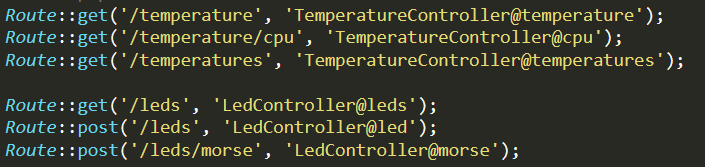 Route::get('/temperature', 'TemperatureController@temperature');
Route::get('/temperature/cpu', 'TemperatureController@cpu');
Route::get('/temperatures', 'TemperatureController@temperatures');
Route::get('/leds', 'LedController@leds');
Route::post('/leds', 'LedController@led');
Route::post('/leds/morse', 'LedController@morse');